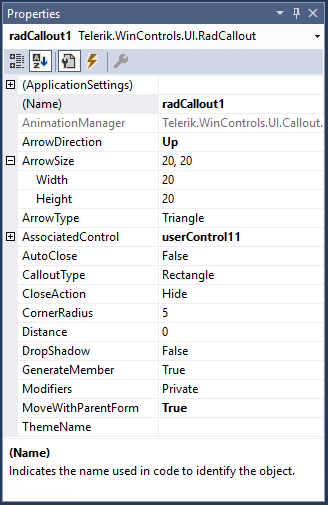 Properties
radCallout1 Telerik.WinControls.UI.RadCallout
(ApplicationSettings)
(Name) radCallout1
AnimationManager Telerik.WinControls.UI.Callout.
ArrowDirection Up
ArrowSize 20, 20
Width 20
Height 20
ArrowType Triangle
AssociatedControl userControl11
AutoClose False
CalloutType Rectangle
CloseAction Hide
CornerRadius 5
Distance 0
DropShadow False
GenerateMember True
Modifiers Private
MoveWithParentForm True
ThemeName
(Name)
Indicates the name used in code to identify the object.